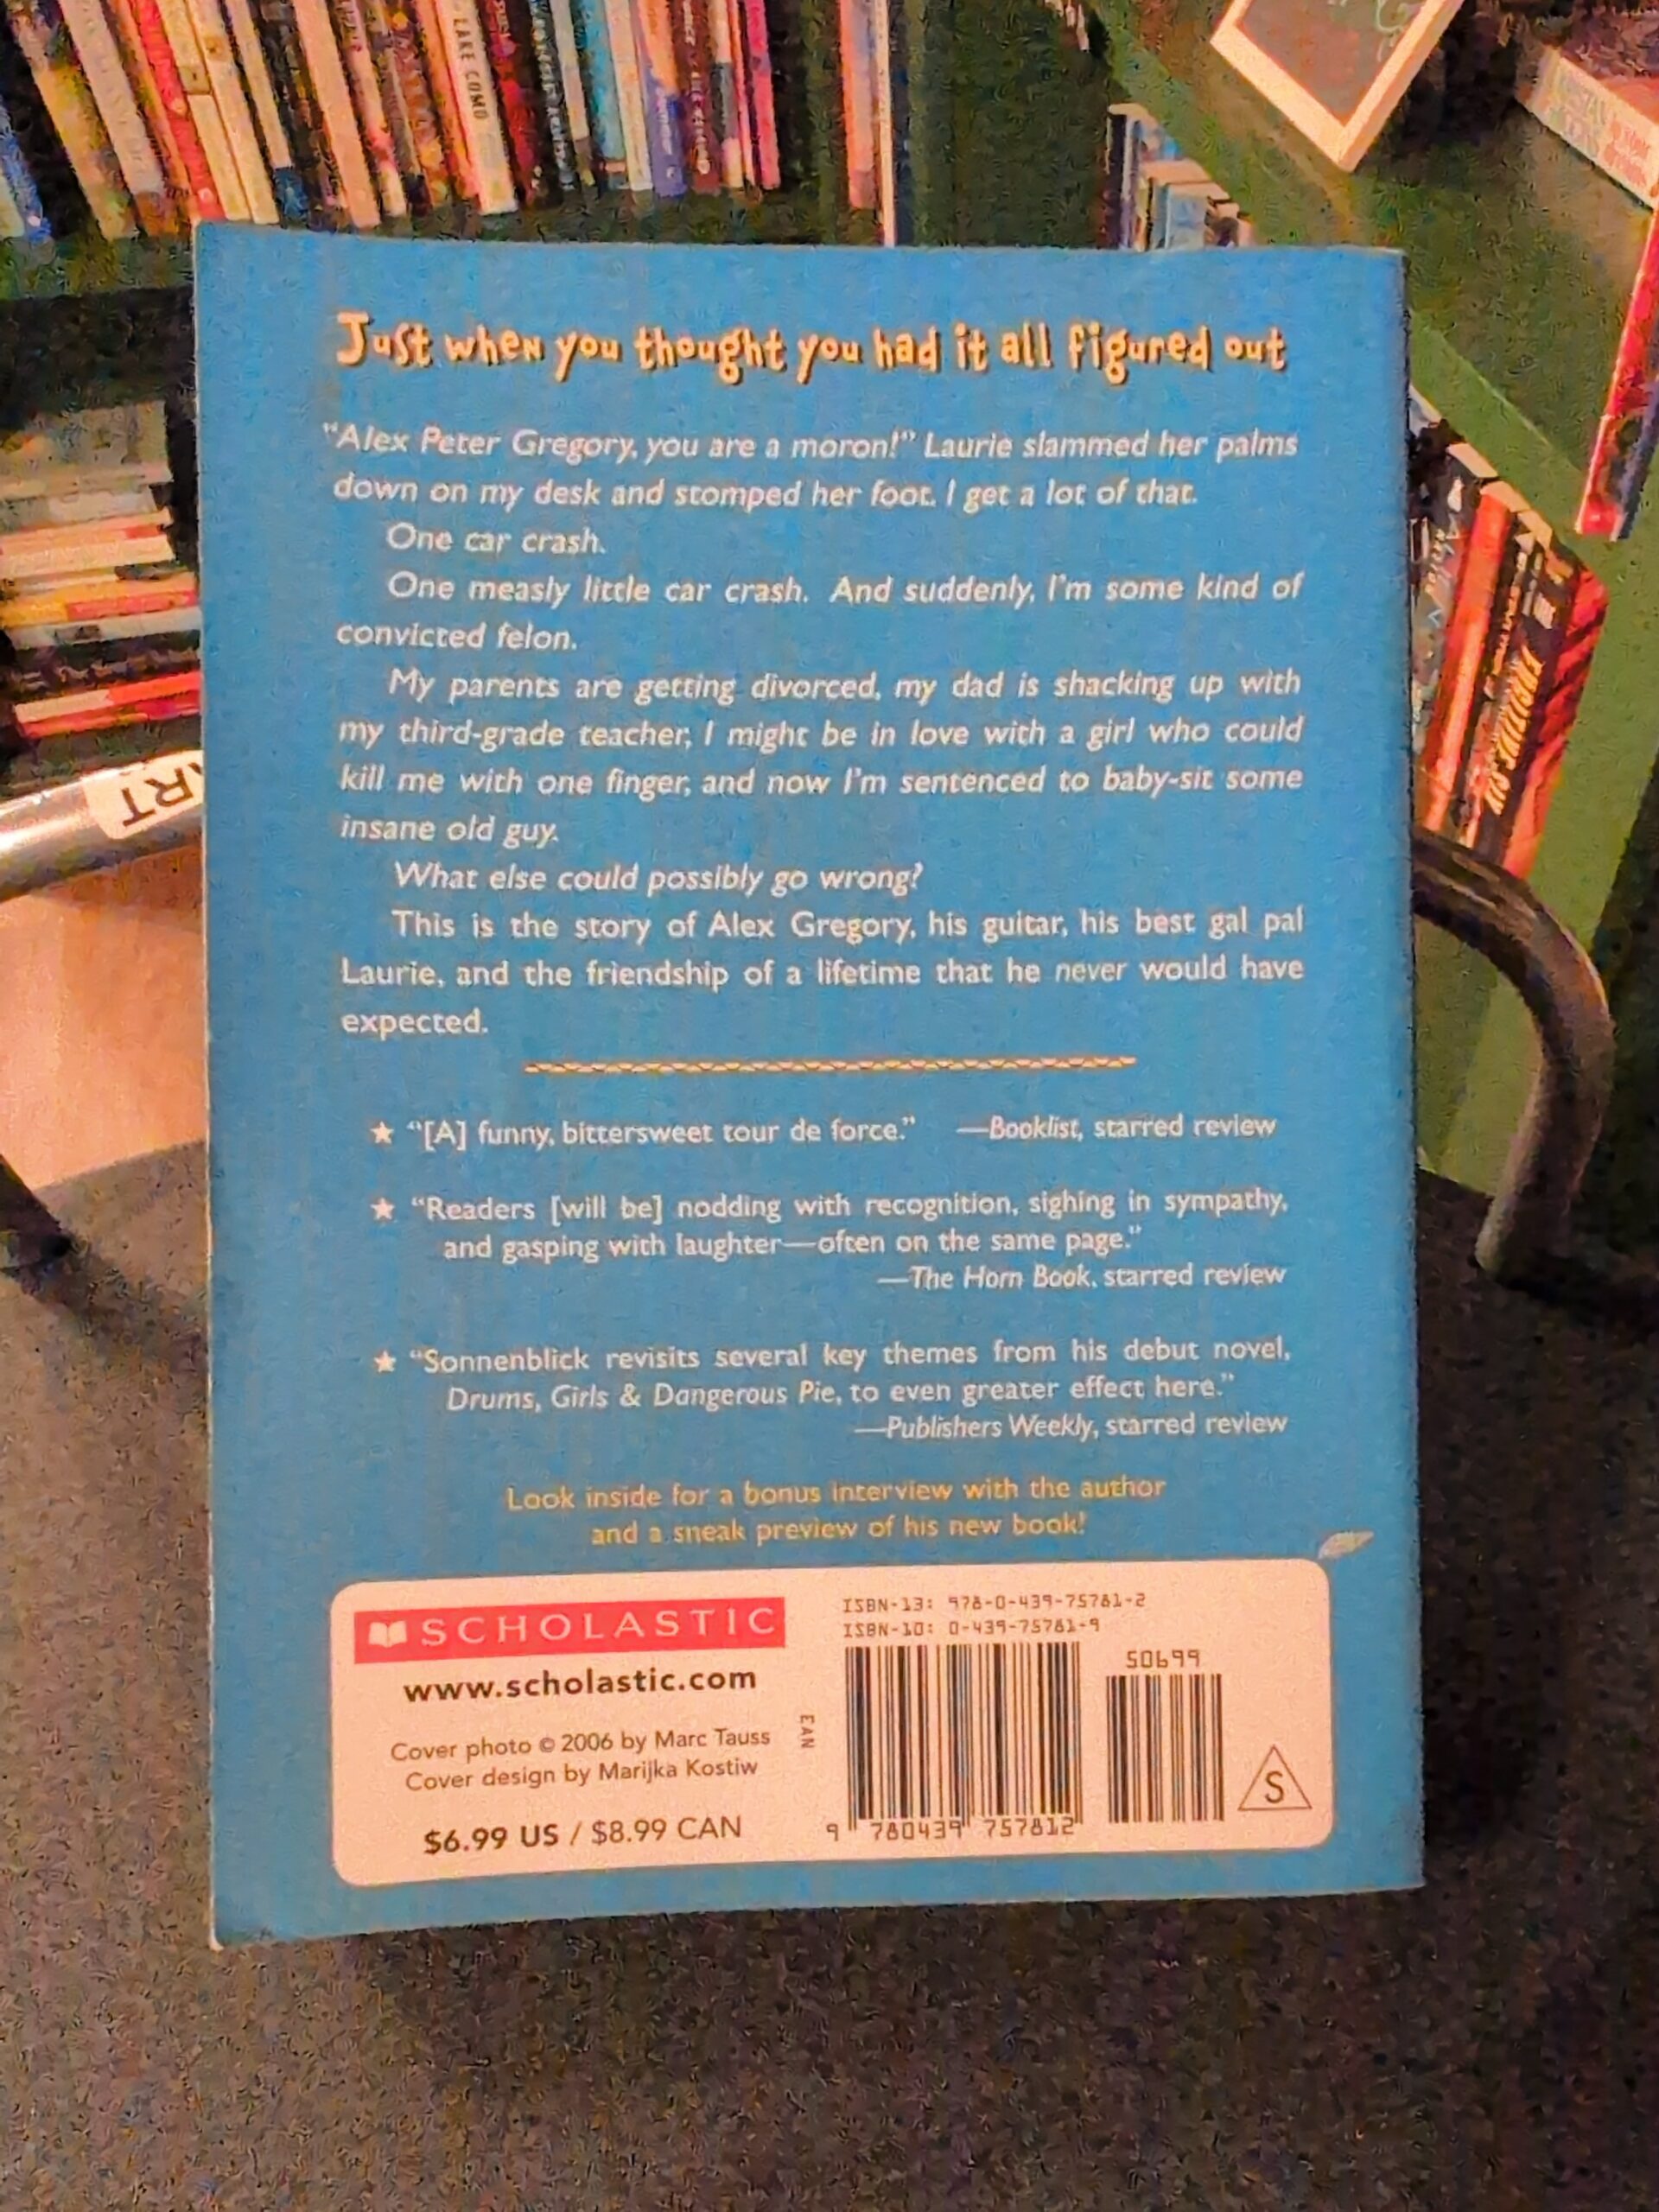 LAKE COMO
Just when you thought you had it all figured out
"Alex Peter Gregory, you are a moron!" Laurie slammed her palms
down on my desk and stomped her foot. I get a lot of that.
One car crash.
One measly little car crash. And suddenly, I'm some kind of
convicted felon.
My parents are getting divorced, my dad is shacking up with
my third-grade teacher, I might be in love with a girl who could
kill me with one finger, and now I'm sentenced to baby-sit some
insane old guy.
What else could possibly go wrong?
This is the story of Alex Gregory, his guitar, his best gal pal
Laurie, and the friendship of a lifetime that he never would have
expected.
★ "[A] funny, bittersweet tour de force." —Booklist, starred review
★ "Readers [will be] nodding with recognition, sighing in sympathy,
and gasping with laughter—often on the same page."
—The Horn Book, starred review
★ "Sonnenblick revisits several key themes from his debut novel,
Drums, Girls & Dangerous Pie, to even greater effect here."
—Publishers Weekly, starred review
Look inside for a bonus interview with the author
and a sneak preview of his new book!
SCHOLASTIC
www.scholastic.com
Cover photo © 2006 by Marc Tauss
Cover design by Marijka Kostiw
$6.99 US / $8.99 CAN
EAN
ISBN-13: 978-0-439-75781-2
ISBN-10: 0-439-75781-9
50699
9 780439 757812
S
ART